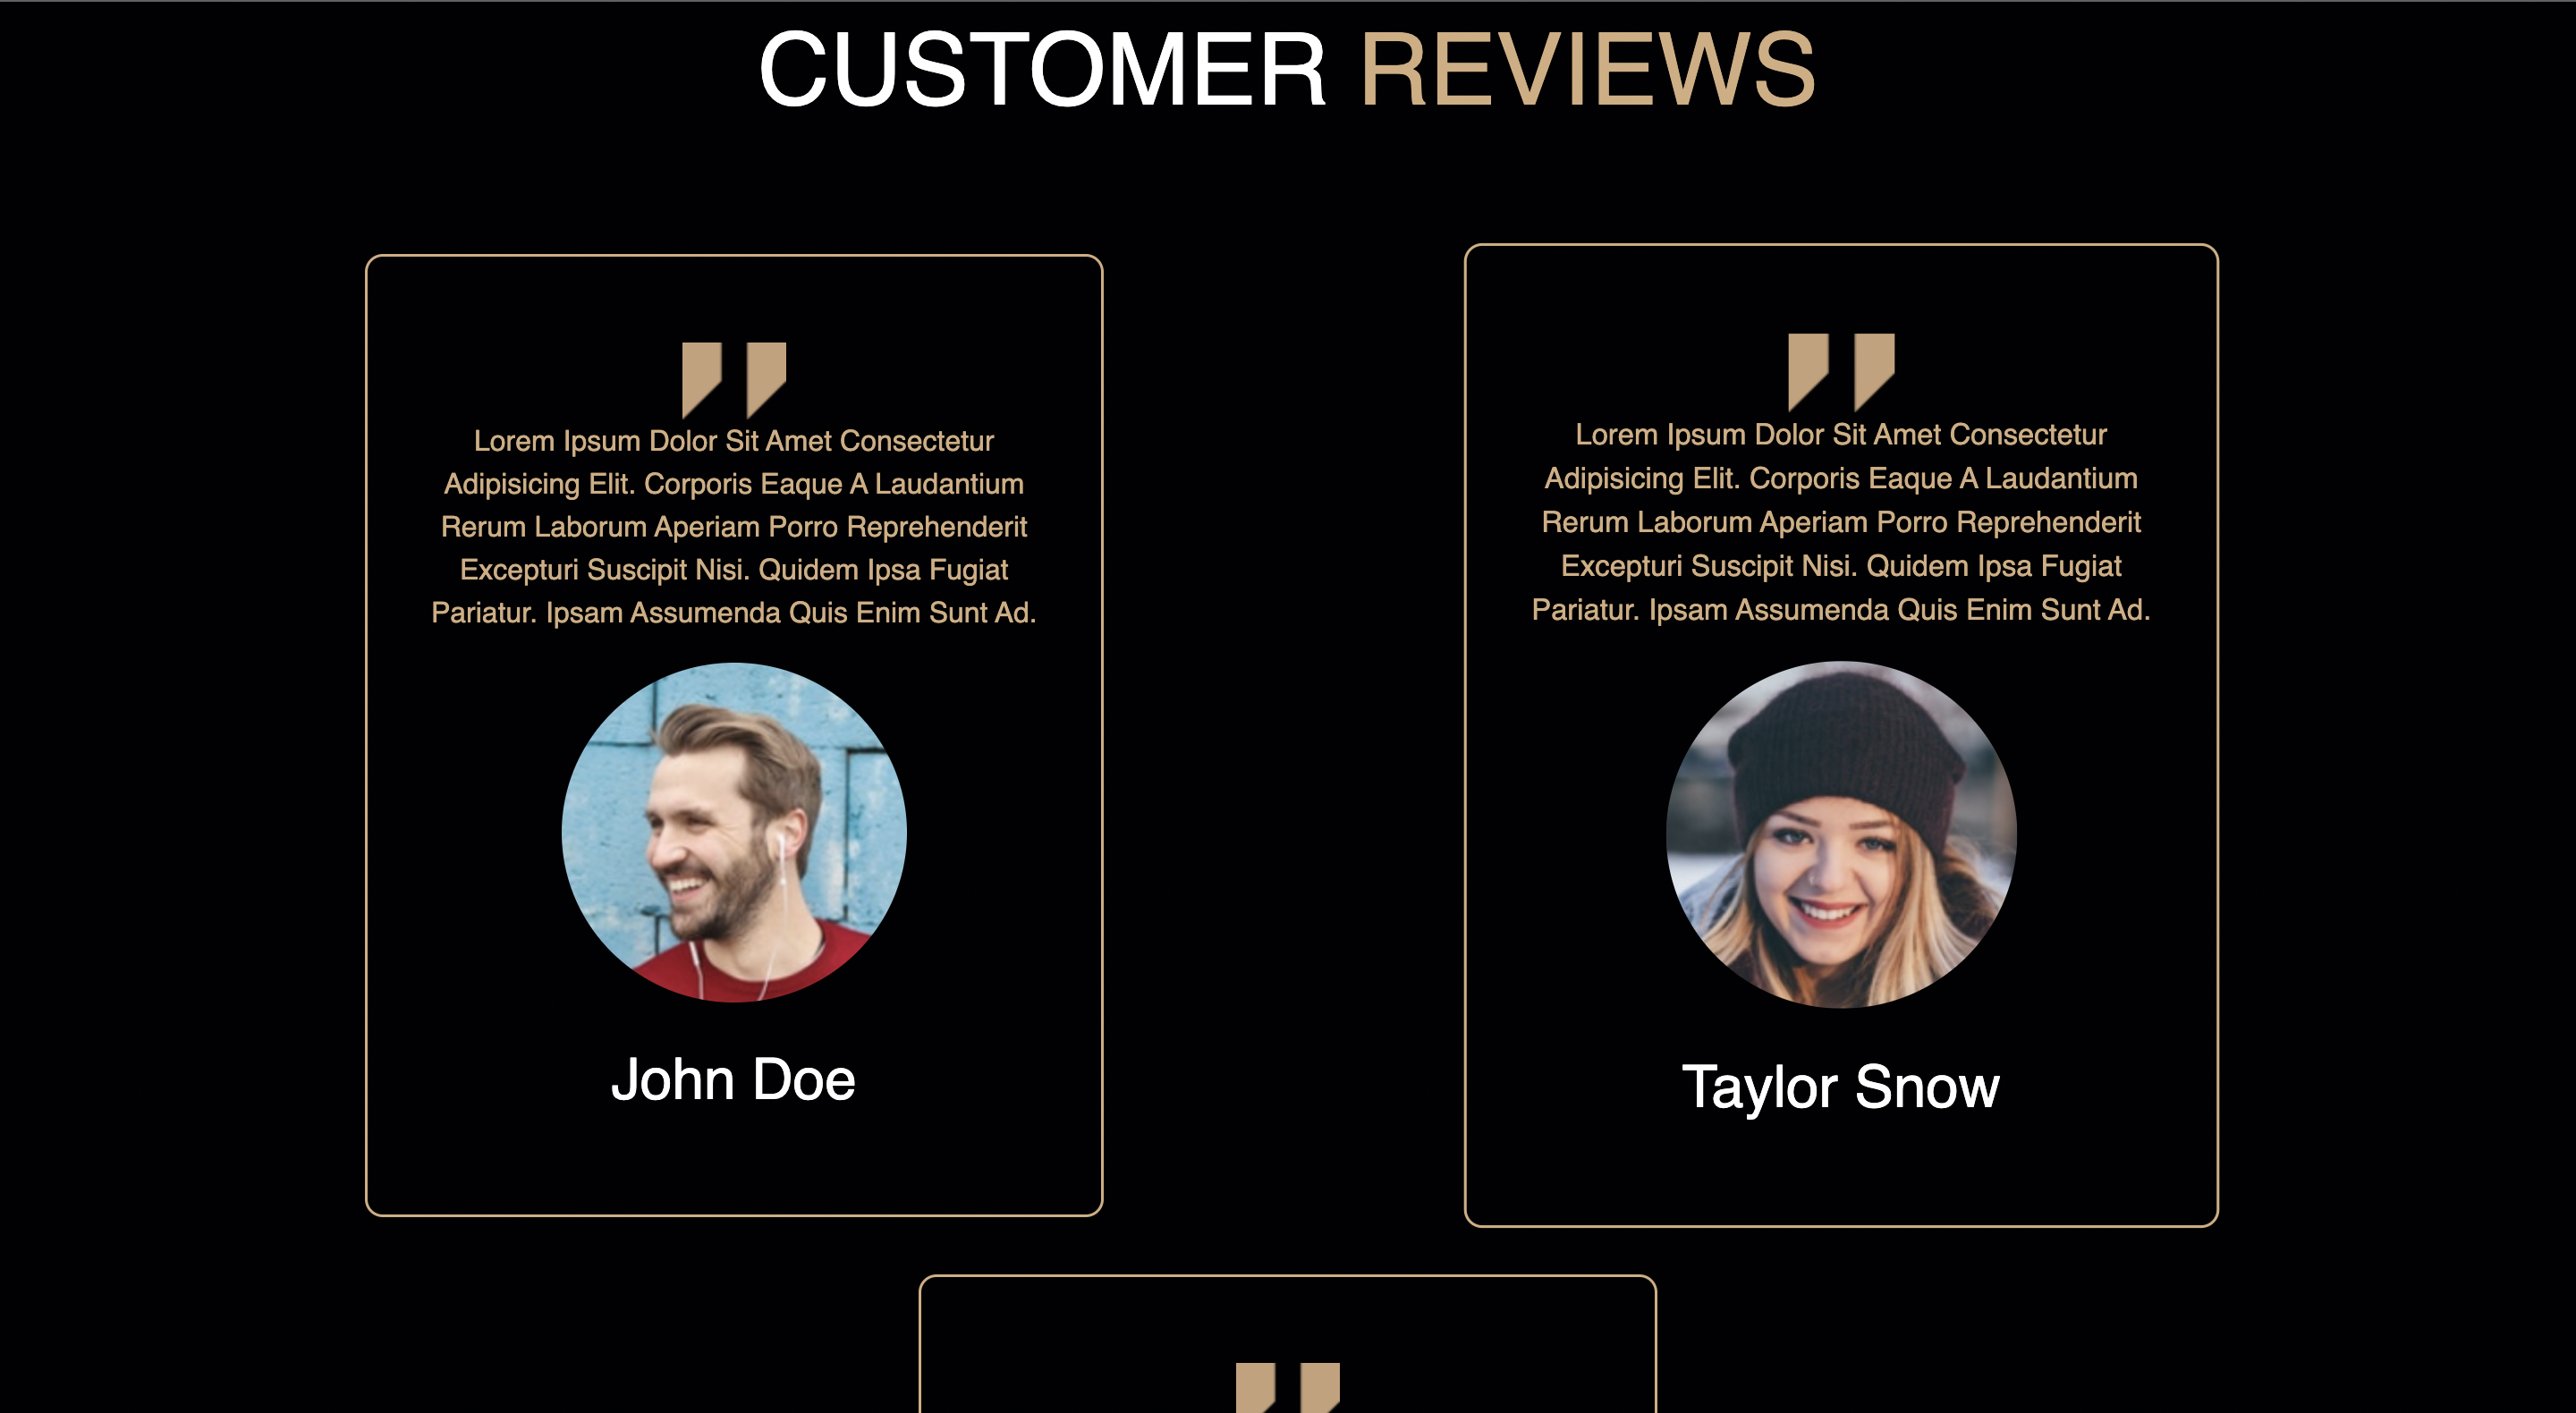 CUSTOMER REVIEWS
Lorem Ipsum Dolor Sit Amet Consectetur
Adipisicing Elit. Corporis Eaque A Laudantium
Rerum Laborum Aperiam Porro Reprehenderit
Excepturi Suscipit Nisi. Quidem Ipsa Fugiat
Pariatur. Ipsam Assumenda Quis Enim Sunt Ad.
John Doe
Lorem Ipsum Dolor Sit Amet Consectetur
Adipisicing Elit. Corporis Eaque A Laudantium
Rerum Laborum Aperiam Porro Reprehenderit
Excepturi Suscipit Nisi. Quidem Ipsa Fugiat
Pariatur. Ipsam Assumenda Quis Enim Sunt Ad.
Taylor Snow